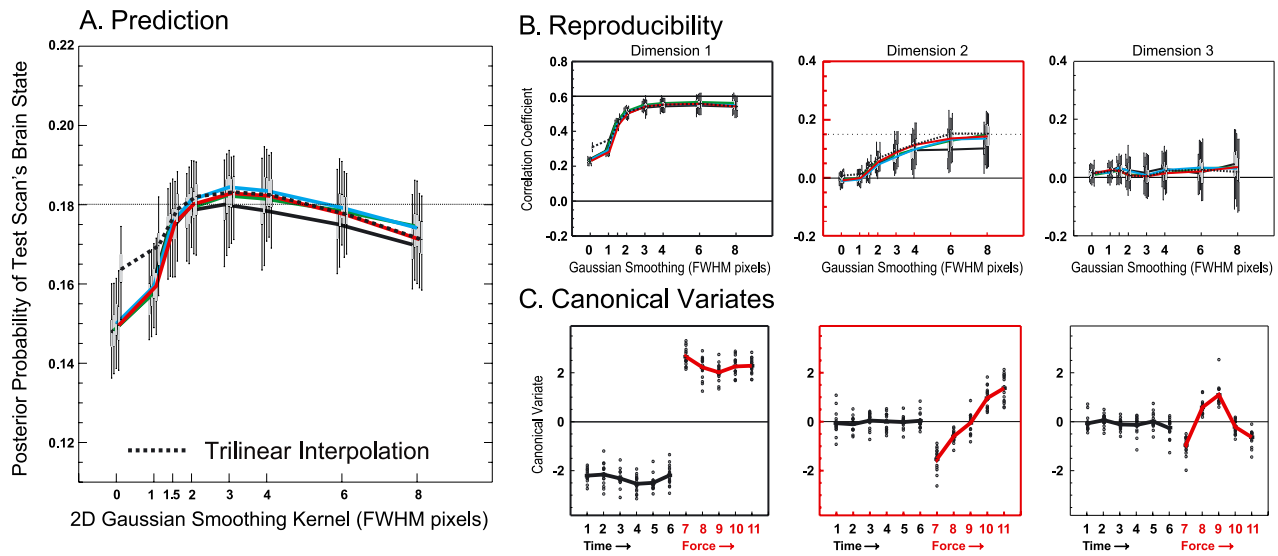 A. Prediction
0.22
0.20
0.18
0.16
0.14
0.12
Posterior Probability of Test Scan's Brain State
Trilinear Interpolation
0 1 1.5 2 3 4 6 8
2D Gaussian Smoothing Kernel (FWHM pixels)
B. Reproducibility
Dimension 1
0.8
0.6
0.4
0.2
0.0
-0.2
Correlation Coefficient
0 1 2 3 4 6 8
Gaussian Smoothing (FWHM pixels)
Dimension 2
0.4
0.2
0.0
-0.2
0 1 2 3 4 6 8
Gaussian Smoothing (FWHM pixels)
Dimension 3
0.4
0.2
0.0
-0.2
0 1 2 3 4 6 8
Gaussian Smoothing (FWHM pixels)
C. Canonical Variates
2
0
-2
Canonical Variate
1 2 3 4 5 6 7 8 9 10 11
Time → Force →
2
0
-2
1 2 3 4 5 6 7 8 9 10 11
Time → Force →
2
0
-2
1 2 3 4 5 6 7 8 9 10 11
Time → Force →